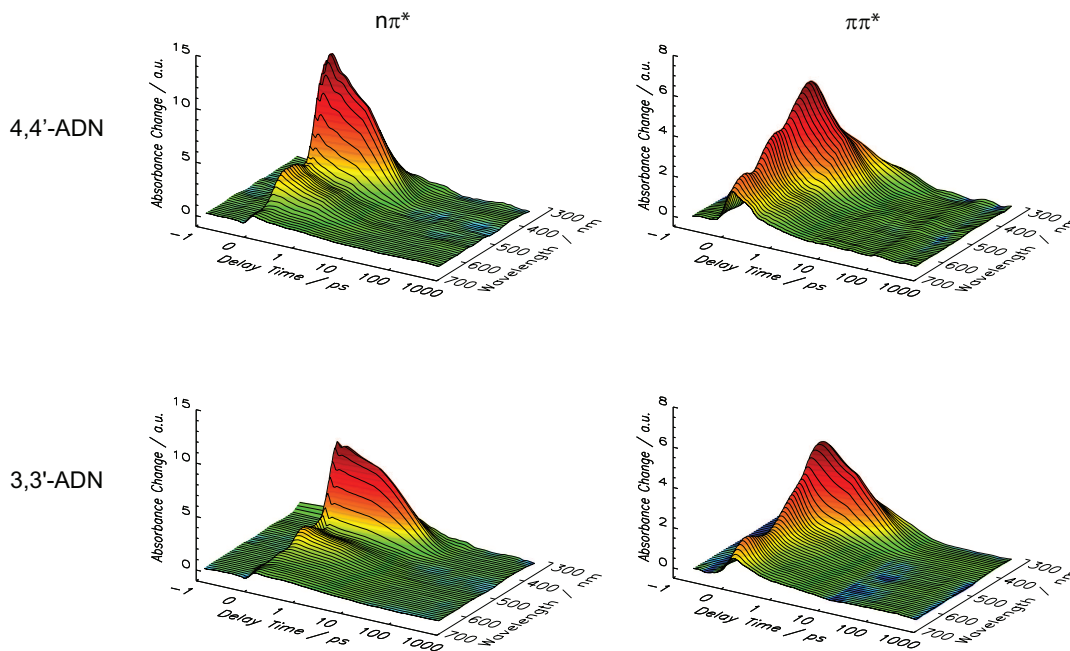 nπ* ππ*
4,4'-ADN
15
10
5
0
Absorbance Change / a.u.
-1 0 1 10 100 1000
Delay Time / ps
300 nm
400
500
600
700
Wavelength / nm
8
6
4
2
0
Absorbance Change / a.u.
-1 0 1 10 100 1000
Delay Time / ps
300 nm
400
500
600
700
Wavelength / nm
3,3'-ADN
15
10
5
0
Absorbance Change / a.u.
-1 0 1 10 100 1000
Delay Time / ps
300
400
500
600
700
Wavelength / nm
8
6
4
2
0
Absorbance Change / a.u.
-1 0 1 10 100 1000
Delay Time / ps
300
400
500
600
700
Wavelength / nm